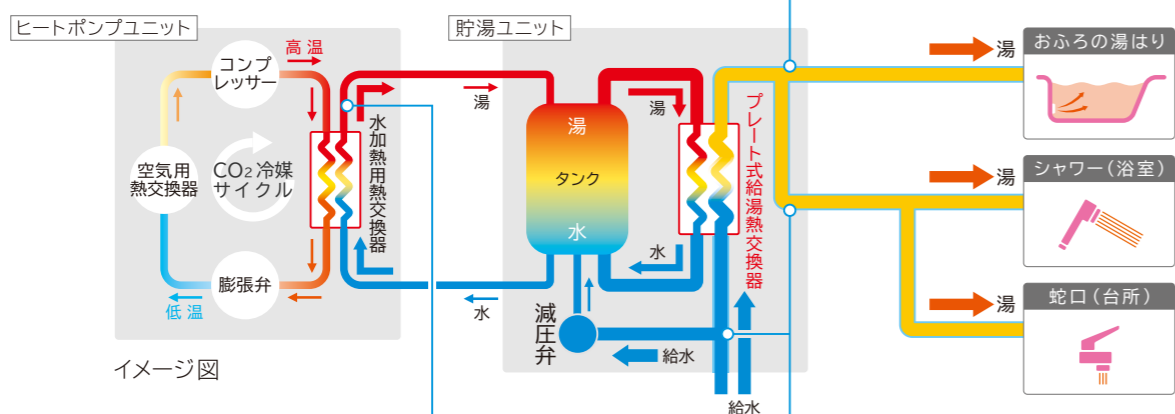 ヒートポンプユニット
高温
コンプ
レッサー
空気用
熱交換器
CO2冷媒
サイクル
膨張弁
低温
水加熱用熱交換器
イメージ図
湯
水
貯湯ユニット
湯
タンク
水
湯
水
プレート式給湯熱交換器
減圧弁
給水
給水
湯
おふろの湯はり
湯
シャワー(浴室)
湯
蛇口(台所)